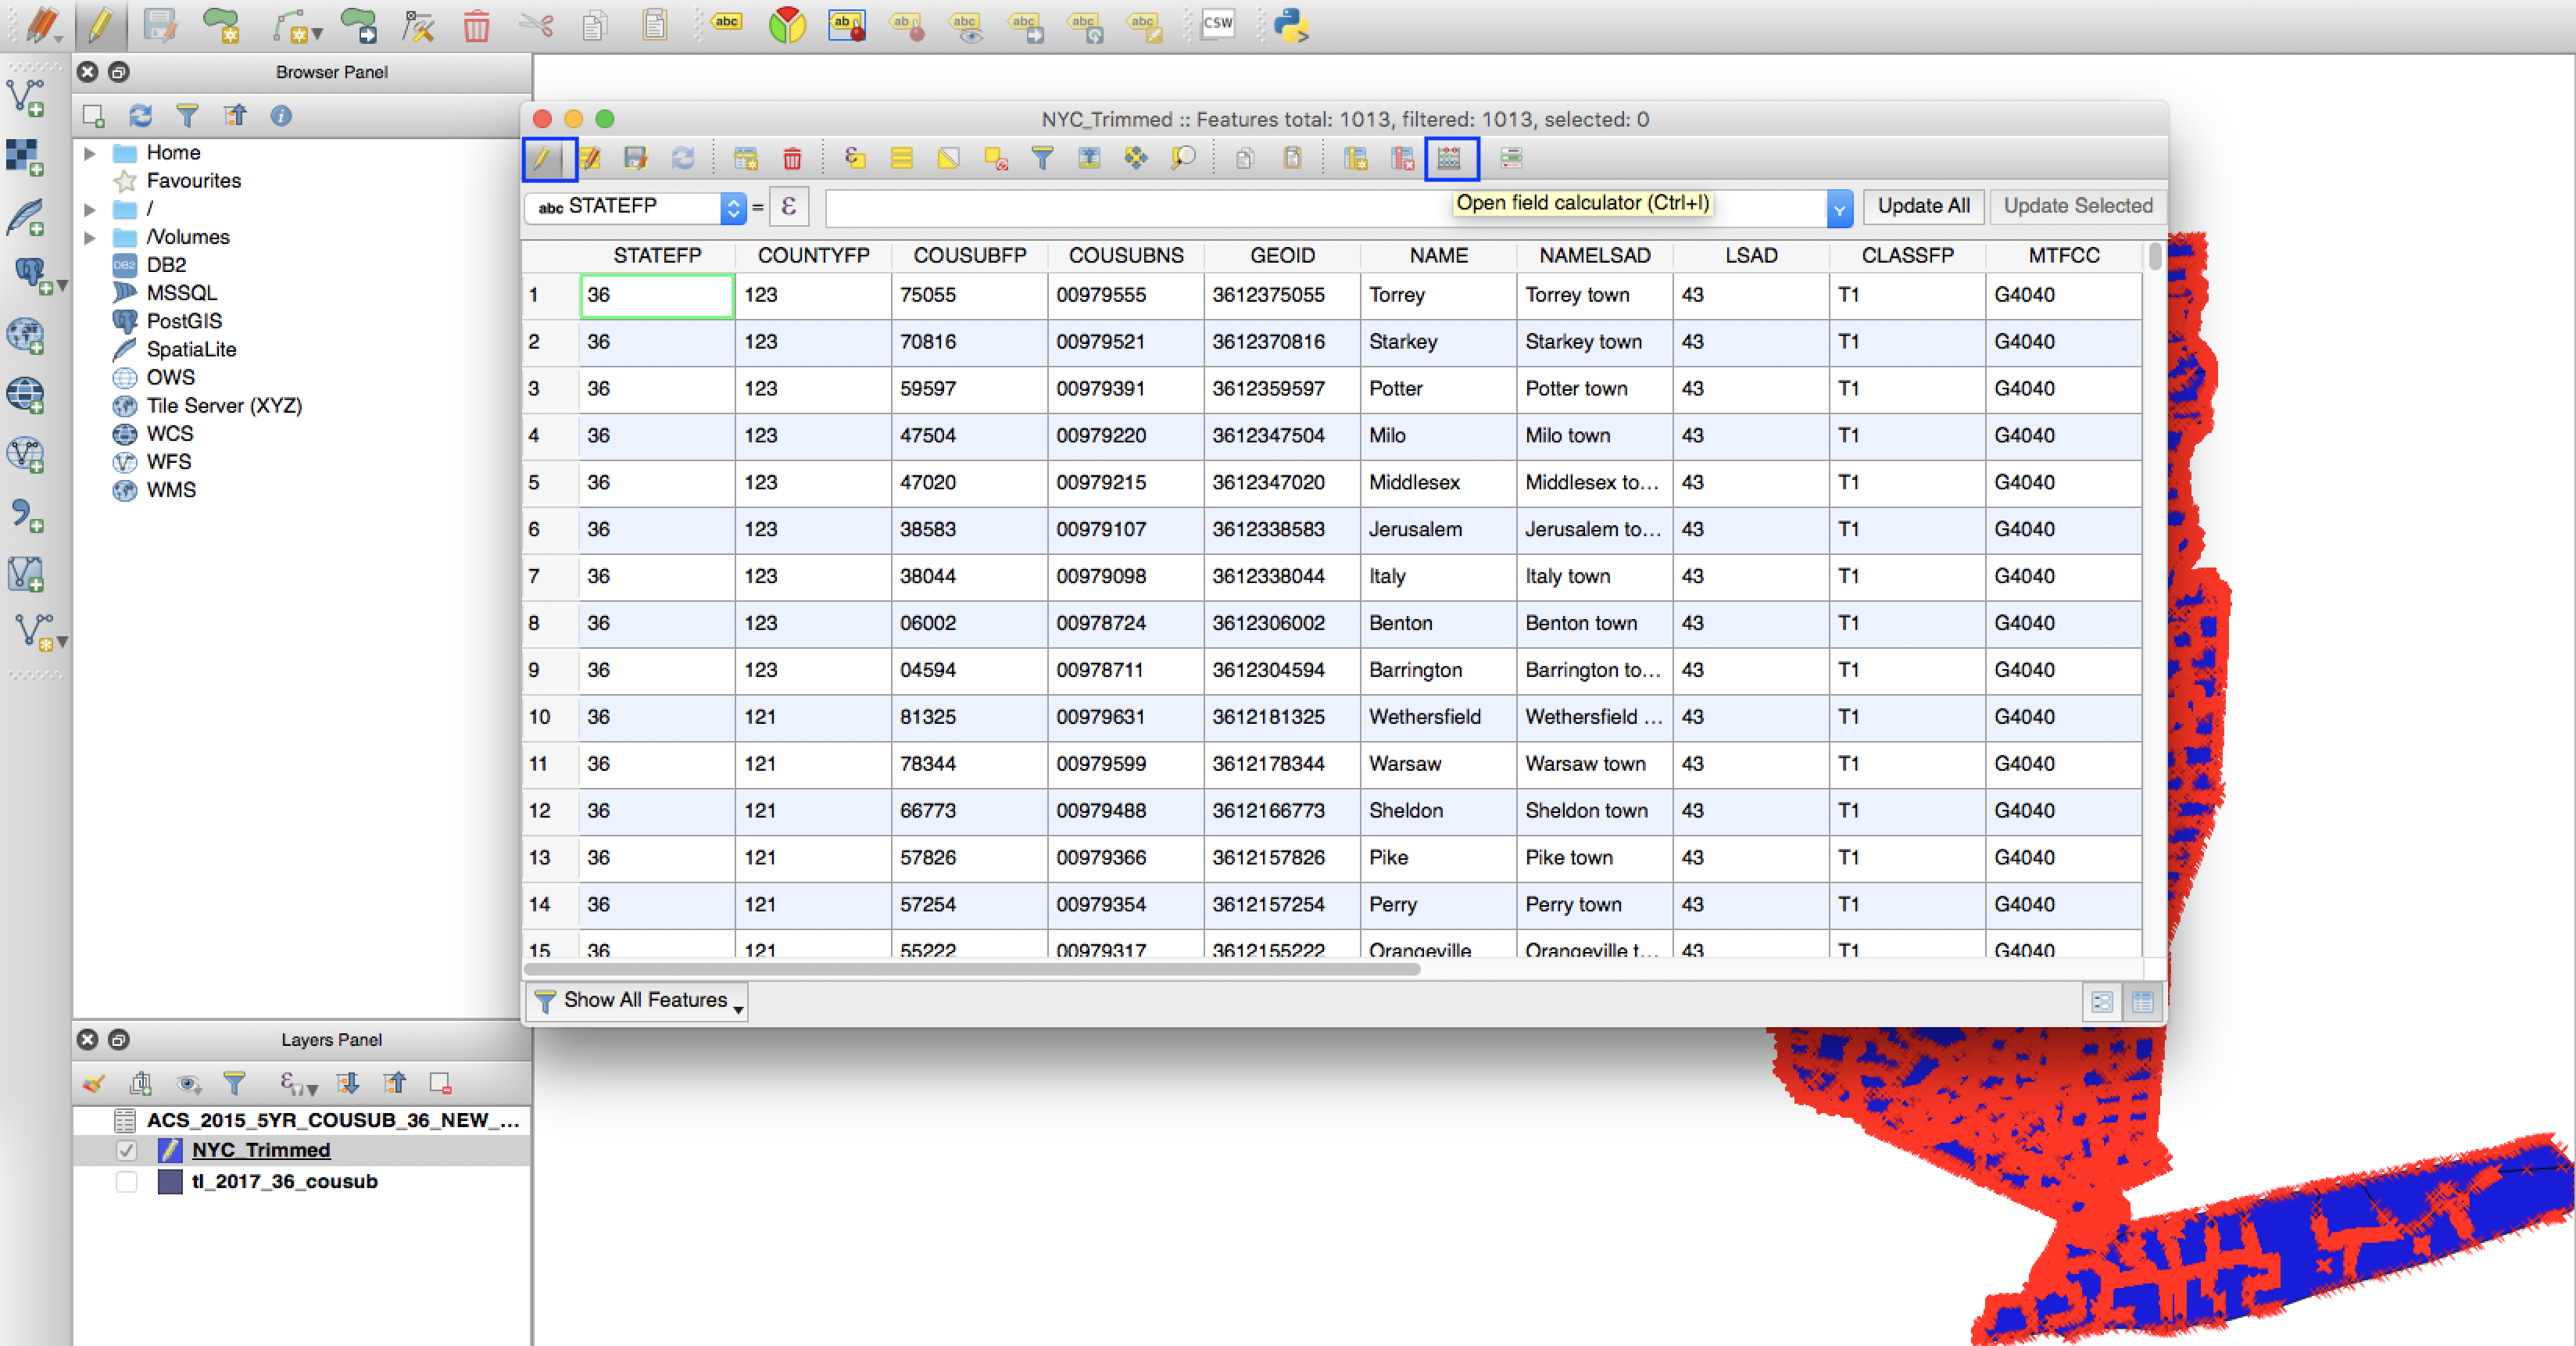 abc ab ab abc abc abc abc CSW
Browser Panel
Home
Favourites
/
/Volumes
DB2 DB2
MSSQL
PostGIS
SpatiaLite
OWS
Tile Server (XYZ)
WCS
WFS
WMS
NYC_Trimmed :: Features total: 1013, filtered: 1013, selected: 0
abc STATEFP = ε Update All Update Selected
Open field calculator (Ctrl+I)
STATEFP COUNTYFP COUSUBFP COUSUBNS GEOID NAME NAMELSAD LSAD CLASSFP MTFCC
1 36 123 75055 00979555 3612375055 Torrey Torrey town 43 T1 G4040
2 36 123 70816 00979521 3612370816 Starkey Starkey town 43 T1 G4040
3 36 123 59597 00979391 3612359597 Potter Potter town 43 T1 G4040
4 36 123 47504 00979220 3612347504 Milo Milo town 43 T1 G4040
5 36 123 47020 00979215 3612347020 Middlesex Middlesex to... 43 T1 G4040
6 36 123 38583 00979107 3612338583 Jerusalem Jerusalem to... 43 T1 G4040
7 36 123 38044 00979098 3612338044 Italy Italy town 43 T1 G4040
8 36 123 06002 00978724 3612306002 Benton Benton town 43 T1 G4040
9 36 123 04594 00978711 3612304594 Barrington Barrington to... 43 T1 G4040
10 36 121 81325 00979631 3612181325 Wethersfield Wethersfield ... 43 T1 G4040
11 36 121 78344 00979599 3612178344 Warsaw Warsaw town 43 T1 G4040
12 36 121 66773 00979488 3612166773 Sheldon Sheldon town 43 T1 G4040
13 36 121 57826 00979366 3612157826 Pike Pike town 43 T1 G4040
14 36 121 57254 00979354 3612157254 Perry Perry town 43 T1 G4040
15 36 121 55222 00979317 3612155222 Orangeville Orangeville t... 43 T1 G4040
Show All Features
Layers Panel
ACS_2015_5YR_COUSUB_36_NEW_...
NYC_Trimmed
tl_2017_36_cousub